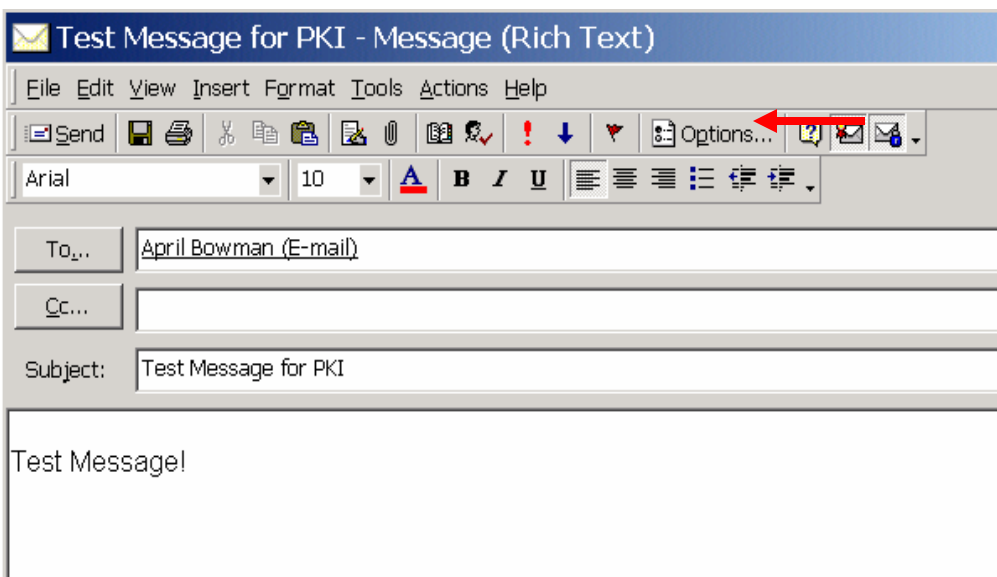 Test Message for PKI - Message (Rich Text)
File Edit View Insert Format Tools Actions Help
Send Options...
Arial 10 A B I U
To... April Bowman (E-mail)
Cc...
Subject: Test Message for PKI
Test Message!